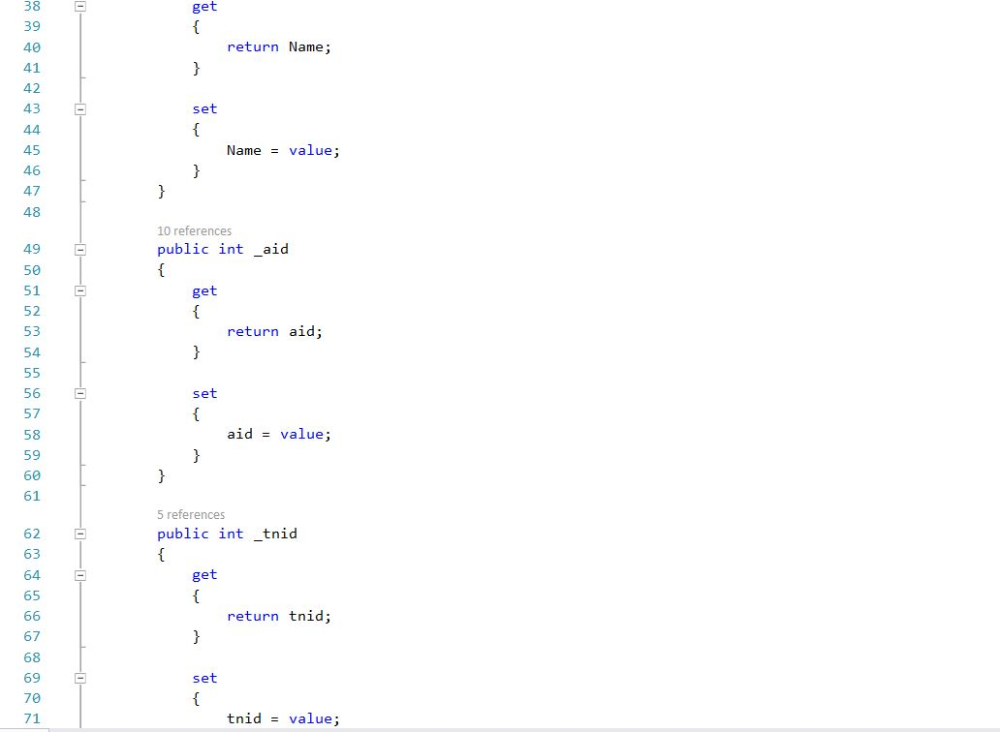 38 get
39 {
40 return Name;
41 }
42
43 set
44 {
45 Name = value;
46 }
47 }
48
10 references
49 public int _aid
50 {
51 get
52 {
53 return aid;
54 }
55
56 set
57 {
58 aid = value;
59 }
60 }
61
5 references
62 public int _tnid
63 {
64 get
65 {
66 return tnid;
67 }
68
69 set
70 {
71 tnid = value;